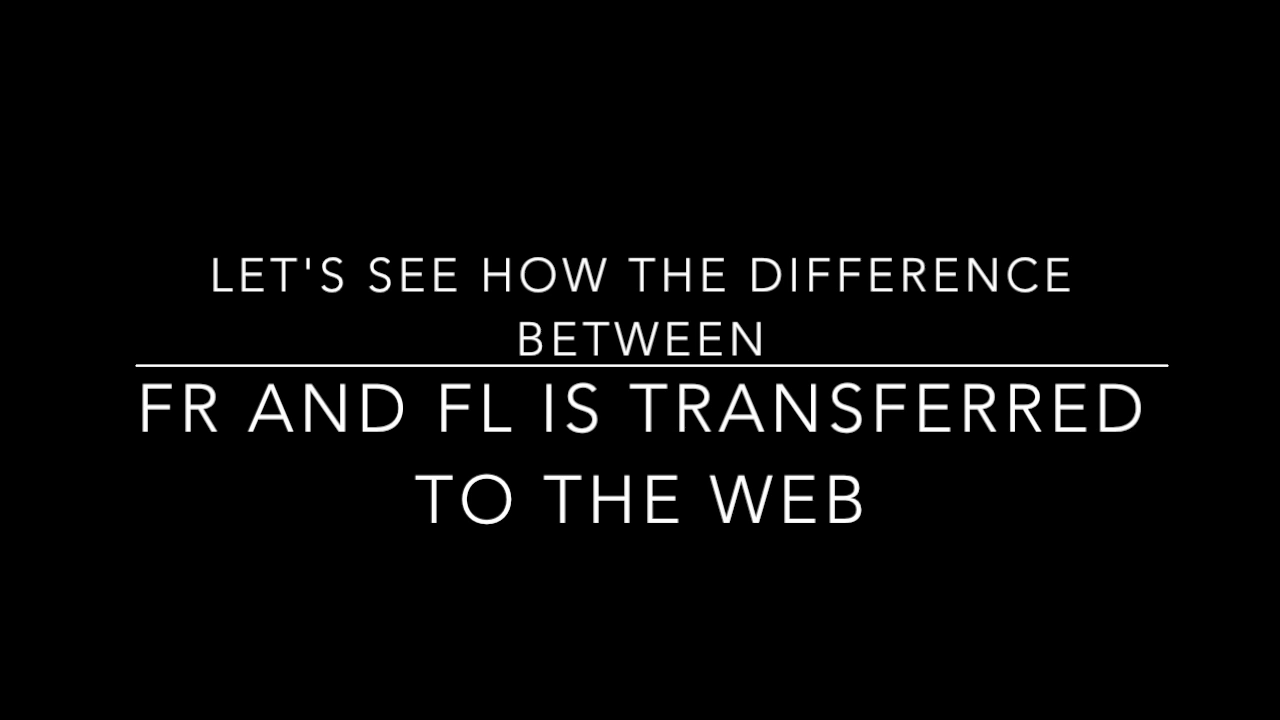 LET'S SEE HOW THE DIFFERENCE
BETWEEN
FR AND FL IS TRANSFERRED
TO THE WEB